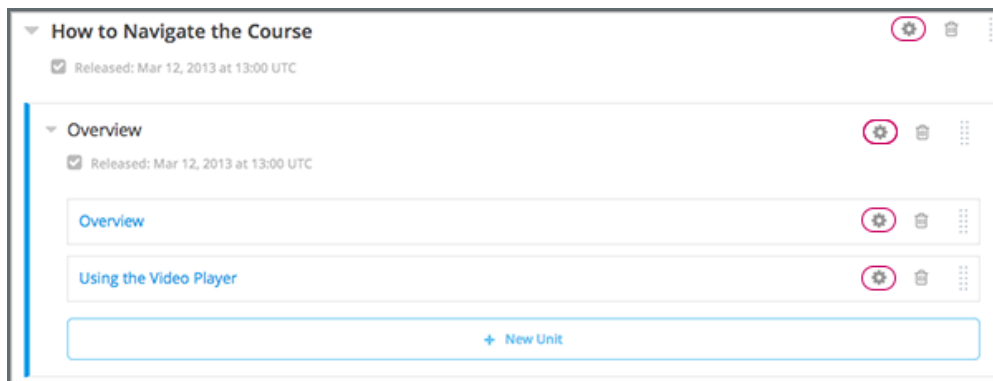 How to Navigate the Course
Released: Mar 12, 2013 at 13:00 UTC
Overview
Released: Mar 12, 2013 at 13:00 UTC
Overview
Using the Video Player
+ New Unit